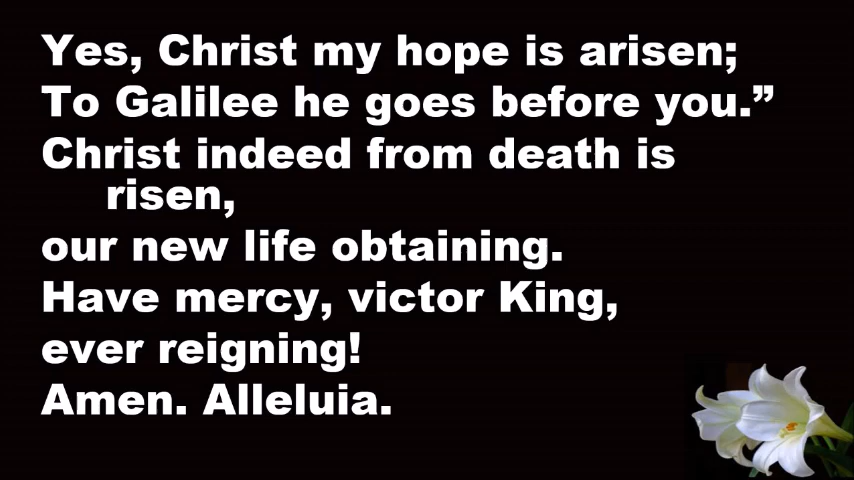 Yes, Christ my hope is arisen;
To Galilee he goes before you.”
Christ indeed from death is
risen,
our new life obtaining.
Have mercy, victor King,
ever reigning!
Amen. Alleluia.